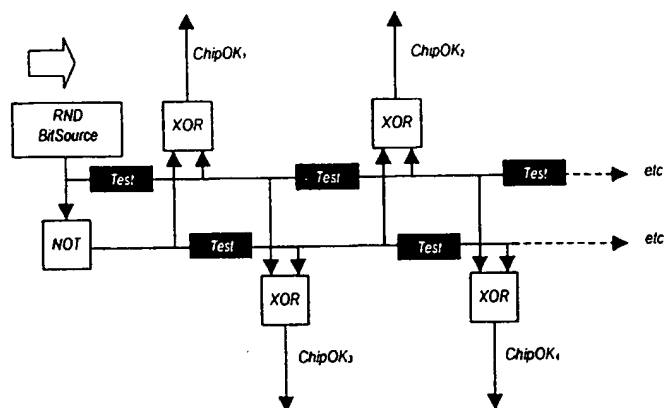 ChipOK₁
ChipOK₂
RND
BitSource
XOR
XOR
Test
Test
Test
etc
NOT
Test
Test
etc
XOR
XOR
ChipOK₃
ChipOK₄